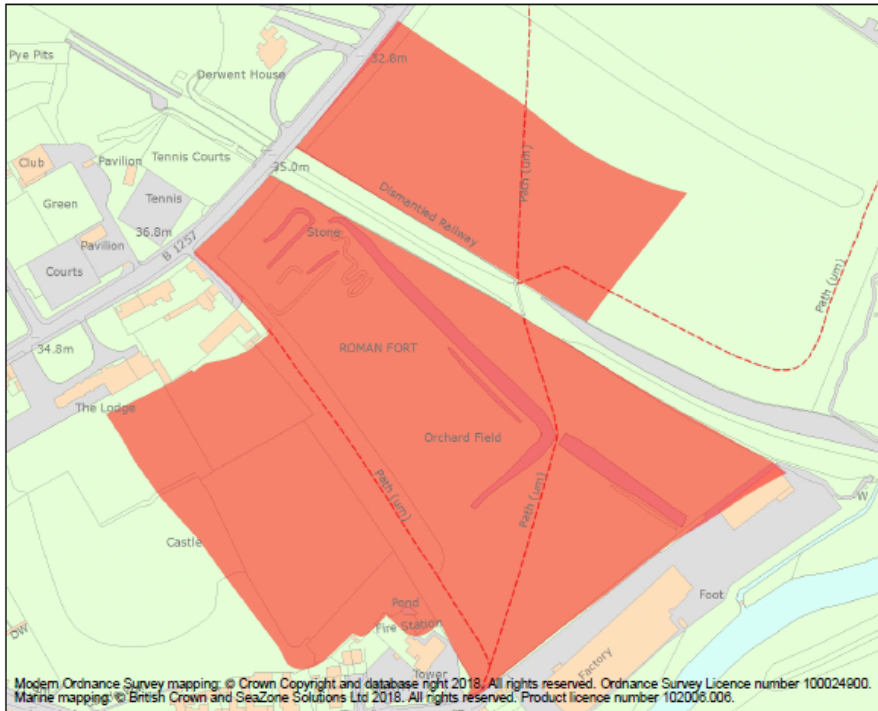 Pye Pits
Derwent House
32.8m
Club
Pavilion
Tennis Courts
35.0m
Path (um)
Green
Tennis
Dismantled Railway
36.8m
B 1257
Stone
Pavilion
Courts
Path (um)
34.8m
ROMAN FORT
The Lodge
Orchard Field
Path (um)
Path (um)
W
Castle
Foot
Pond
Fire Station
DW
Tower
Factory
Modern Ordnance Survey mapping: © Crown Copyright and database right 2018. All rights reserved. Ordnance Survey Licence number 100024900.
Marine mapping: © British Crown and SeaZone Solutions Ltd 2018. All rights reserved. Product licence number 102006.006.